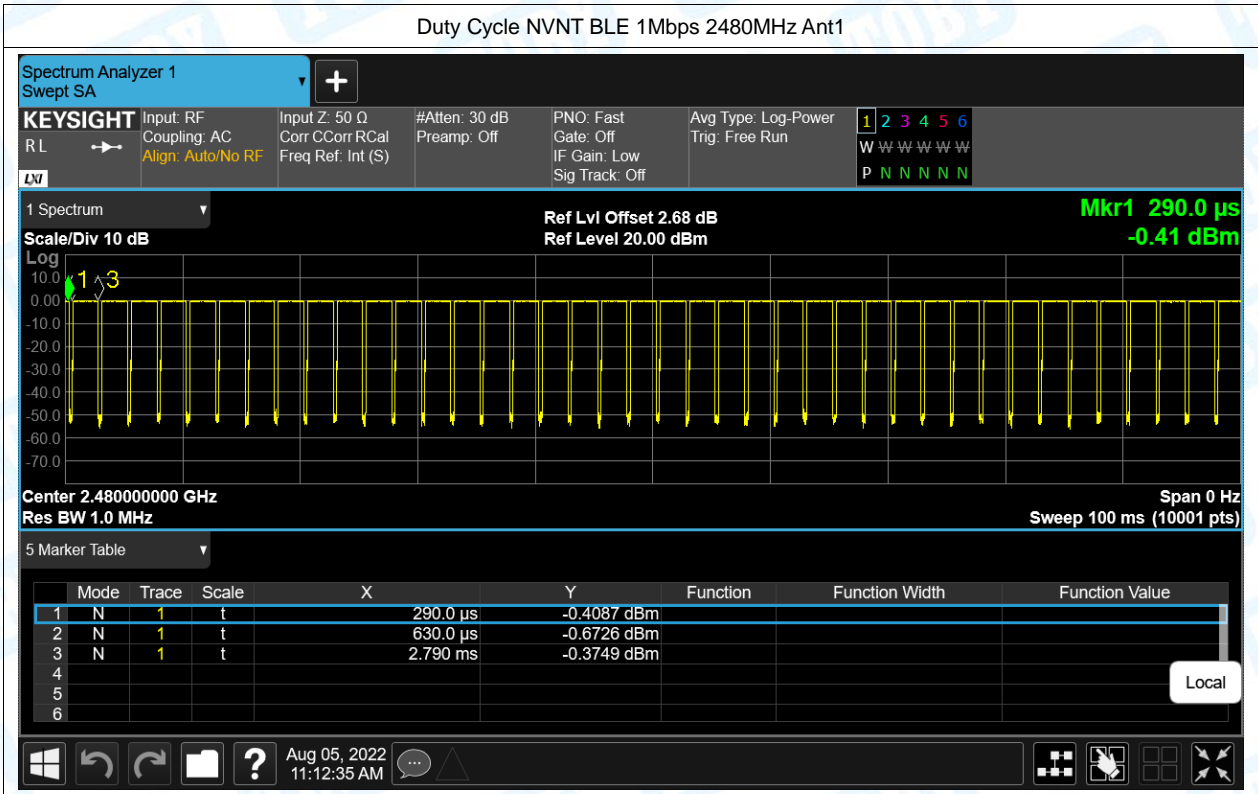 Duty Cycle NVNT BLE 1Mbps 2480MHz Ant1
Spectrum Analyzer 1
Swept SA
KEYSIGHT
R L
LXI
Input: RF
Coupling: AC
Align: Auto/No RF
Input Z: 50 Ω
Corr CCorr RCal
Freq Ref: Int (S)
#Atten: 30 dB
Preamp: Off
PNO: Fast
Gate: Off
IF Gain: Low
Sig Track: Off
Avg Type: Log-Power
Trig: Free Run
1 2 3 4 5 6
W W W W W W
P N N N N N
1 Spectrum
Scale/Div 10 dB
Ref Lvl Offset 2.68 dB
Ref Level 20.00 dBm
Mkr1 290.0 µs
-0.41 dBm
Log
1 3
10.0
0.00
-10.0
-20.0
-30.0
-40.0
-50.0
-60.0
-70.0
Center 2.480000000 GHz
Res BW 1.0 MHz
Span 0 Hz
Sweep 100 ms (10001 pts)
5 Marker Table
Mode Trace Scale X Y Function Function Width Function Value
1 N 1 t 290.0 µs -0.4087 dBm
2 N 1 t 630.0 µs -0.6726 dBm
3 N 1 t 2.790 ms -0.3749 dBm
4
5
6
Local
?
Aug 05, 2022
11:12:35 AM